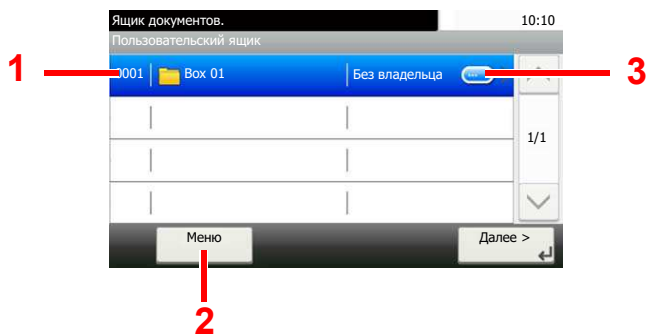 Ящик документов. 10:10
Пользовательский ящик
1 0001 Box 01 Без владельца ... 3
1/1
Меню Далее >
2